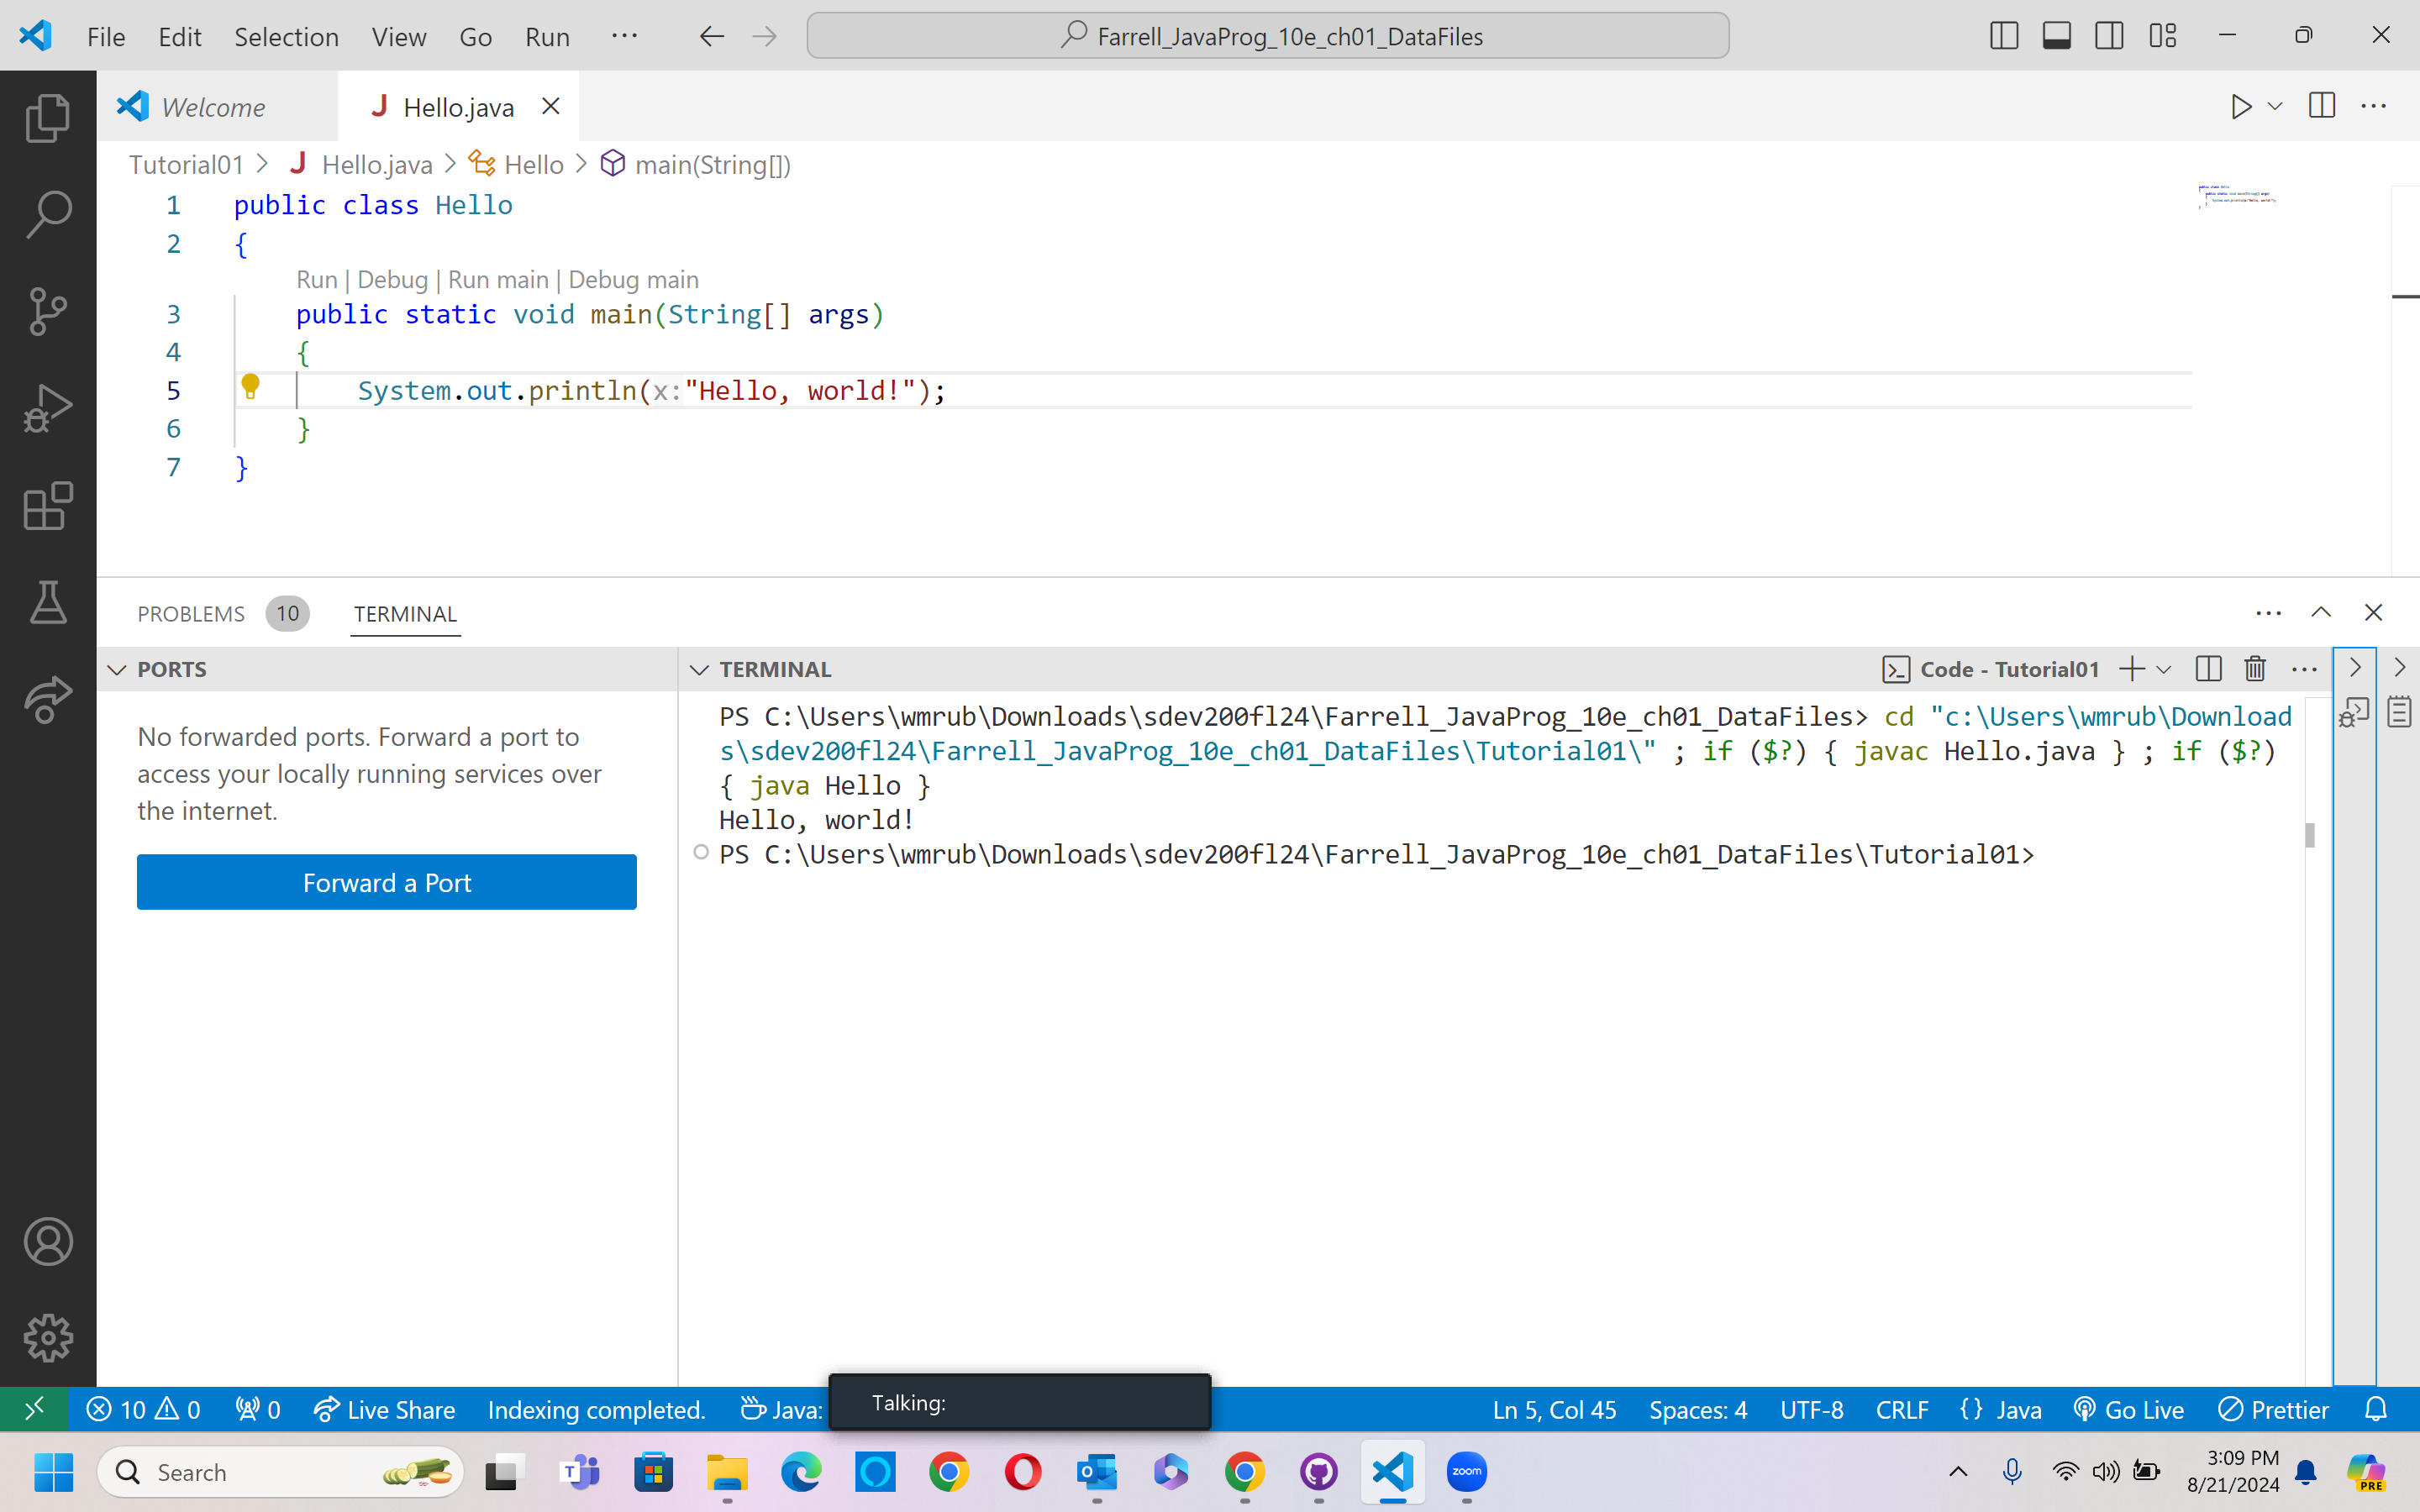 File Edit Selection View Go Run ··· Farrell_JavaProg_10e_ch01_DataFiles
Welcome J Hello.java
Tutorial01 > J Hello.java > Hello > main(String[])
1 public class Hello
2 {
Run | Debug | Run main | Debug main
3 public static void main(String[] args)
4 {
5 System.out.println(x:"Hello, world!");
6 }
7 }
PROBLEMS 10 TERMINAL
PORTS
No forwarded ports. Forward a port to
access your locally running services over
the internet.
Forward a Port
TERMINAL Code - Tutorial01
PS C:\Users\wmrub\Downloads\sdev200fl24\Farrell_JavaProg_10e_ch01_DataFiles> cd "c:\Users\wmrub\Download
s\sdev200fl24\Farrell_JavaProg_10e_ch01_DataFiles\Tutorial01\" ; if ($?) { javac Hello.java } ; if ($?)
{ java Hello }
Hello, world!
PS C:\Users\wmrub\Downloads\sdev200fl24\Farrell_JavaProg_10e_ch01_DataFiles\Tutorial01>
10 0 0 Live Share Indexing completed. Java: Talking: Ln 5, Col 45 Spaces: 4 UTF-8 CRLF {} Java Go Live Prettier
Search T zoom 3:09 PM
8/21/2024 PRE